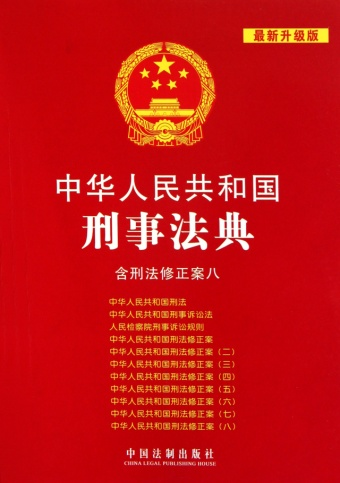 最新升级版
中华人民共和国
刑事法典
含刑法修正案八
中华人民共和国刑法
中华人民共和国刑事诉讼法
人民检察院刑事诉讼规则
中华人民共和国刑法修正案
中华人民共和国刑法修正案（二）
中华人民共和国刑法修正案（三）
中华人民共和国刑法修正案（四）
中华人民共和国刑法修正案（五）
中华人民共和国刑法修正案（六）
中华人民共和国刑法修正案（七）
中华人民共和国刑法修正案（八）
中国法制出版社
CHINA LEGAL PUBLISHING HOUSE